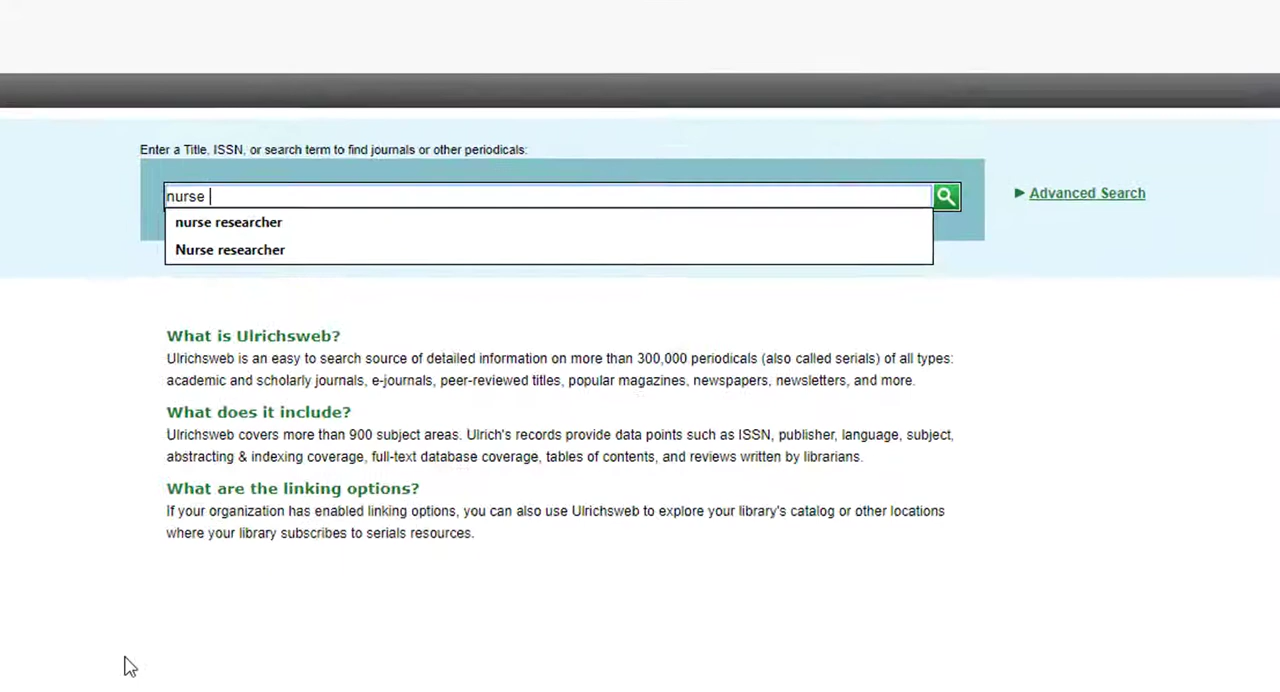 Enter a Title, ISSN, or search term to find journals or other periodicals:
nurse
Advanced Search
nurse researcher
Nurse researcher
What is Ulrichsweb?
Ulrichsweb is an easy to search source of detailed information on more than 300,000 periodicals (also called serials) of all types:
academic and scholarly journals, e-journals, peer-reviewed titles, popular magazines, newspapers, newsletters, and more.
What does it include?
Ulrichsweb covers more than 900 subject areas. Ulrich's records provide data points such as ISSN, publisher, language, subject,
abstracting & indexing coverage, full-text database coverage, tables of contents, and reviews written by librarians.
What are the linking options?
If your organization has enabled linking options, you can also use Ulrichsweb to explore your library's catalog or other locations
where your library subscribes to serials resources.